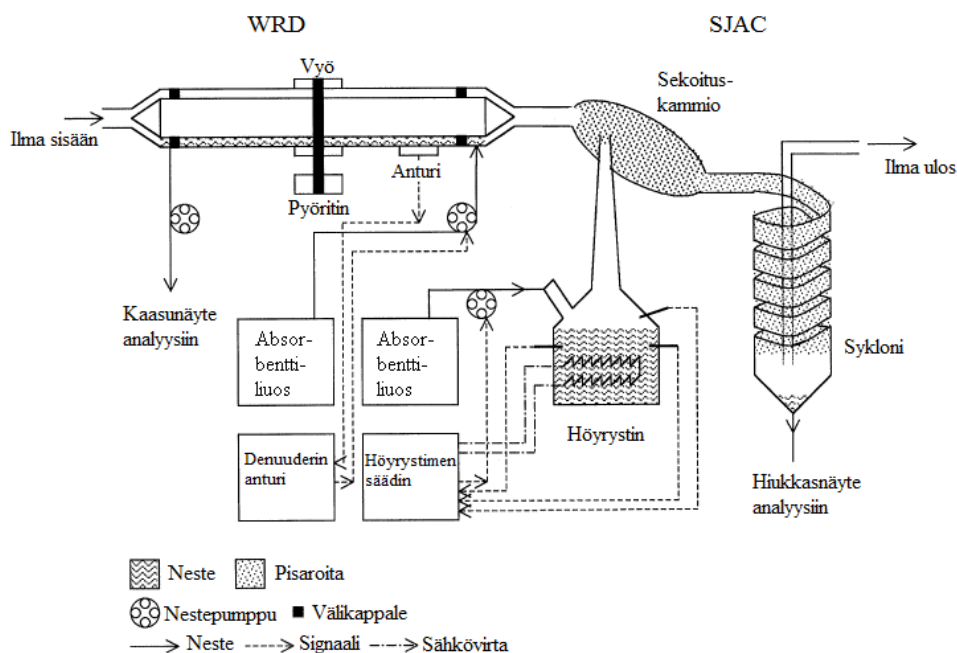 WRD
SJAC
Vyö
Sekoitus-
kammio
Ilma sisään
Ilma ulos
Anturi
Pyöritin
Kaasunäyte
analyysiin
Absor-
bentti-
liuos
Absor-
bentti-
liuos
Sykloni
Höyrystin
Denuuderin
anturi
Höyrystimen
säädin
Hiukkasnäyte
analyysiin
Neste
Pisaroita
Nestepumppu
Välikappale
Neste
Signaali
Sähkövirta